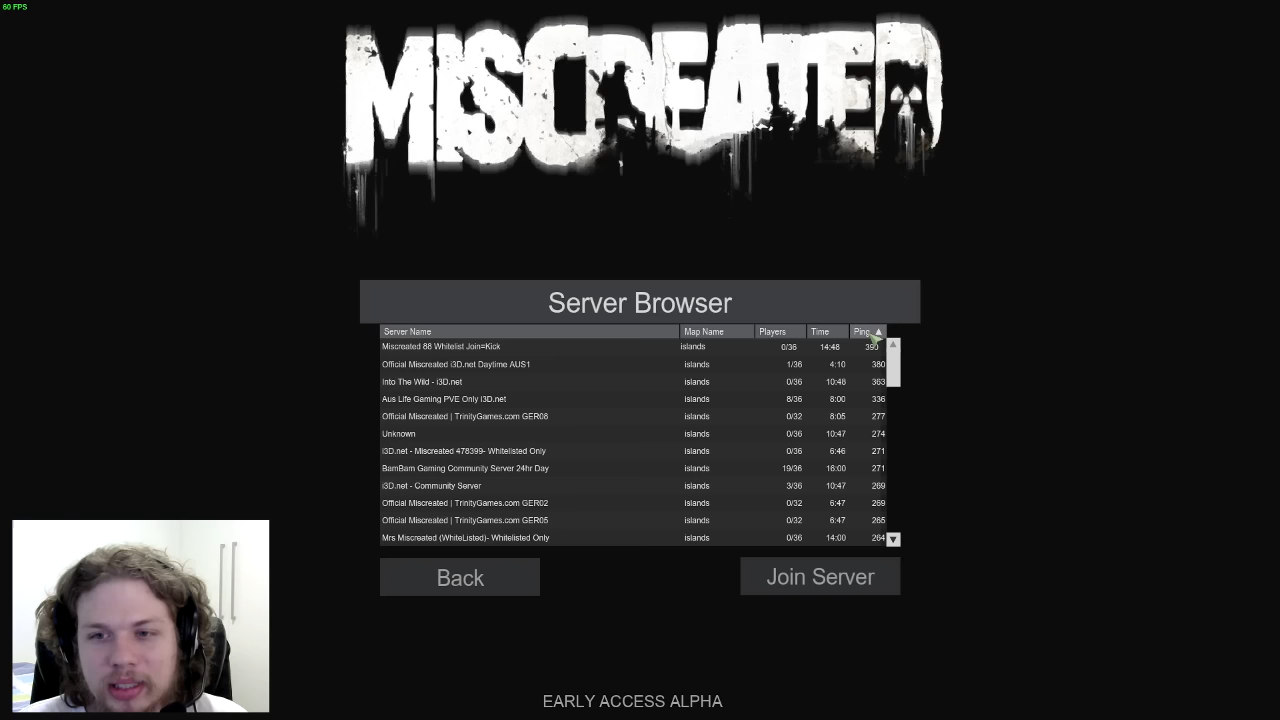 60 FPS
MISCREATED
Server Browser
Server Name Map Name Players Time Ping
Miscreated 88 Whitelist Join=Kick islands 0/36 14:48 390
Official Miscreated i3D.net Daytime AUS1 islands 1/36 4:10 380
Into The Wild - i3D.net islands 0/36 10:48 363
Aus Life Gaming PVE Only i3D.net islands 8/36 8:00 336
Official Miscreated | TrinityGames.com GER08 islands 0/32 8:05 277
Unknown islands 0/36 10:47 274
i3D.net - Miscreated 478399- Whitelisted Only islands 0/36 6:46 271
BamBam Gaming Community Server 24hr Day islands 19/36 16:00 271
i3D.net - Community Server islands 3/36 10:47 269
Official Miscreated | TrinityGames.com GER02 islands 0/32 6:47 269
Official Miscreated | TrinityGames.com GER05 islands 0/32 6:47 265
Mrs Miscreated (WhiteListed)- Whitelisted Only islands 0/36 14:00 264
Back Join Server
EARLY ACCESS ALPHA